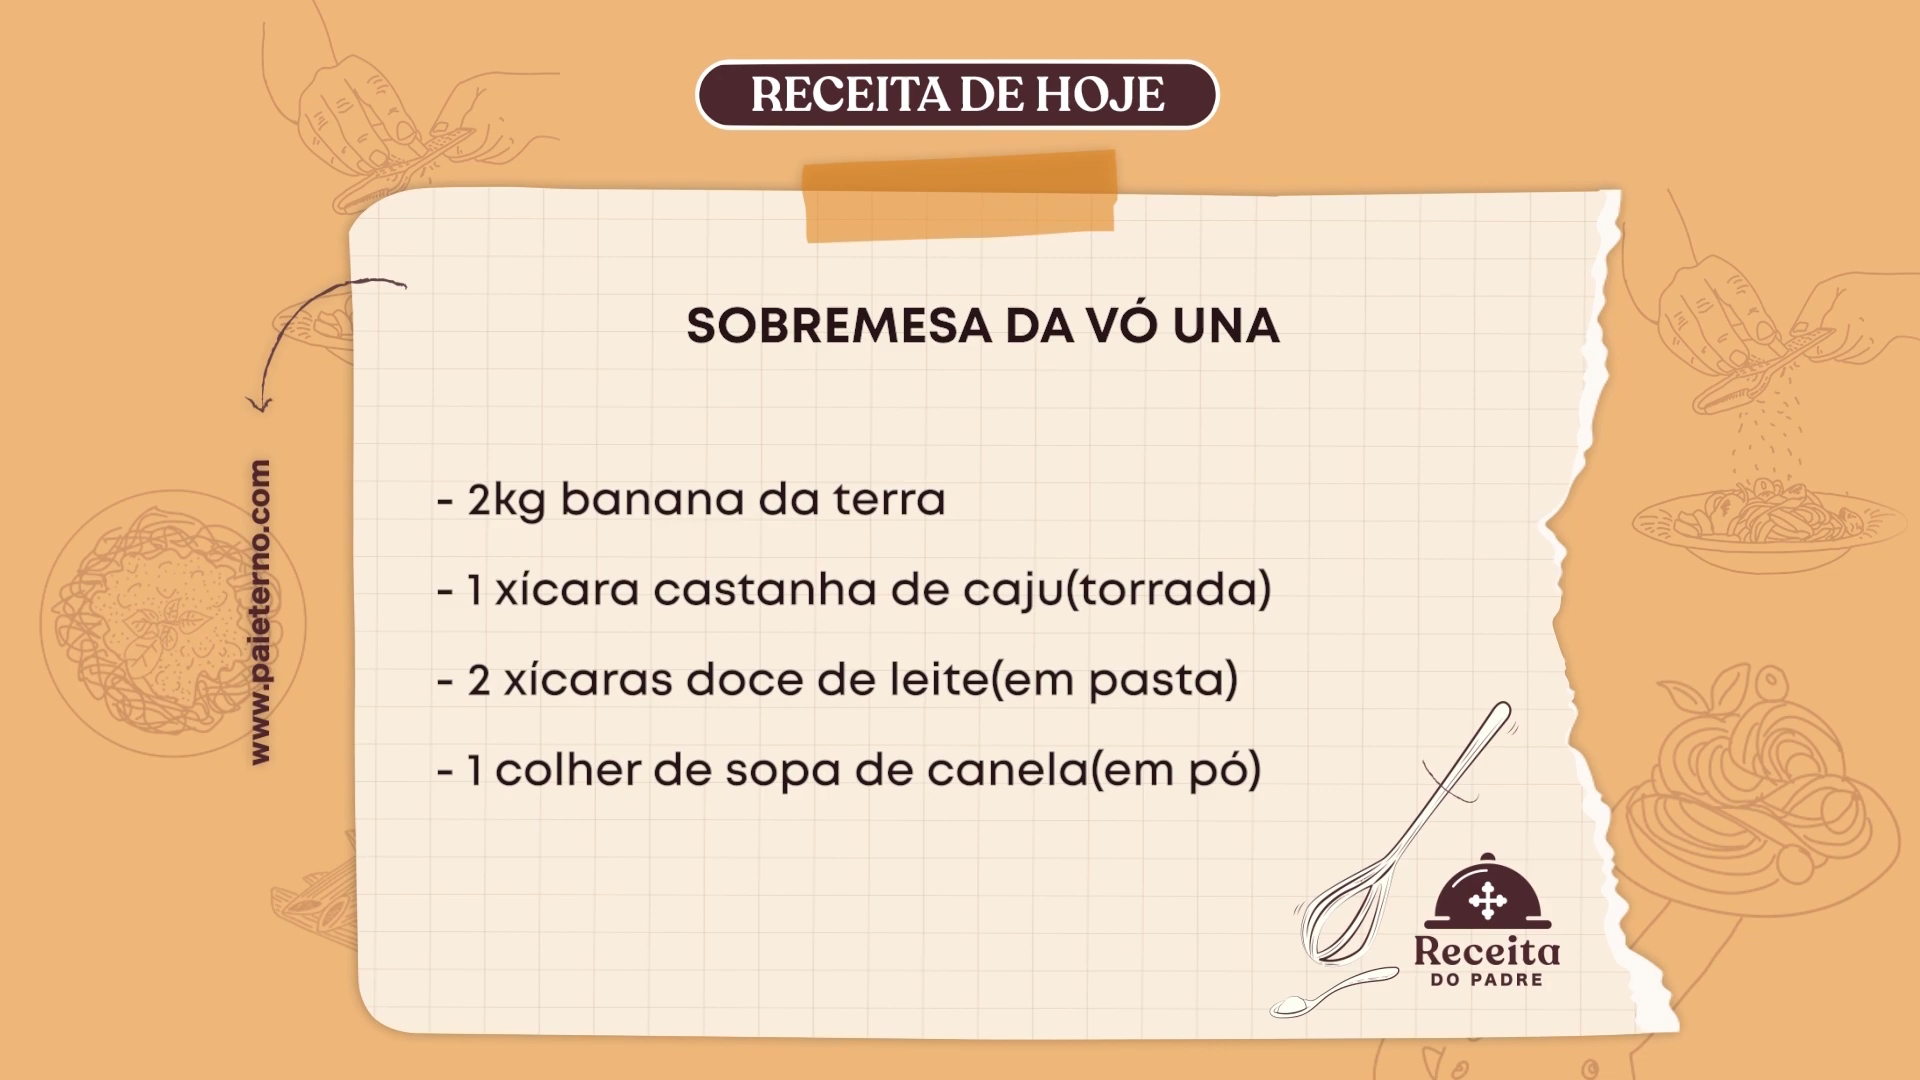 RECEITA DE HOJE
SOBREMESA DA VÓ UNA
- 2kg banana da terra
- 1 xícara castanha de caju(torrada)
- 2 xícaras doce de leite(em pasta)
- 1 colher de sopa de canela(em pó)
www.paieterno.com
Receita
DO PADRE